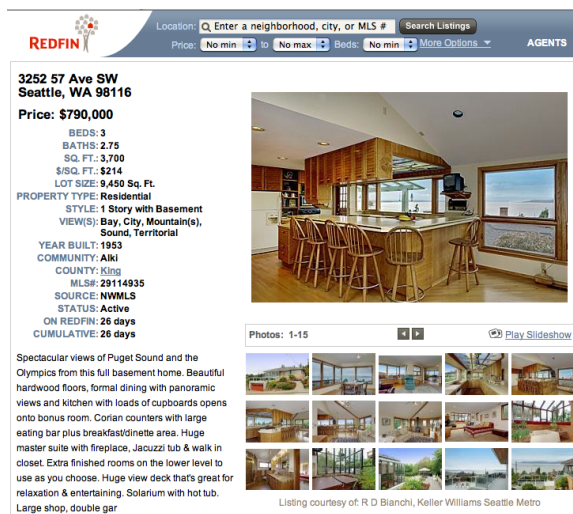 REDFIN
Location: Enter a neighborhood, city, or MLS # Search Listings
Price: No min to No max Beds: No min More Options AGENTS
3252 57 Ave SW
Seattle, WA 98116
Price: $790,000
BEDS: 3
BATHS: 2.75
SQ. FT.: 3,700
$/SQ. FT.: $214
LOT SIZE: 9,450 Sq. Ft.
PROPERTY TYPE: Residential
STYLE: 1 Story with Basement
VIEW(S): Bay, City, Mountain(s),
Sound, Territorial
YEAR BUILT: 1953
COMMUNITY: Alki
COUNTY: King
MLS#: 29114935
SOURCE: NWMLS
STATUS: Active
ON REDFIN: 26 days
CUMULATIVE: 26 days
Spectacular views of Puget Sound and the
Olympics from this full basement home. Beautiful
hardwood floors, formal dining with panoramic
views and kitchen with loads of cupboards opens
onto bonus room. Corian counters with large
eating bar plus breakfast/dinette area. Huge
master suite with fireplace, Jacuzzi tub & walk in
closet. Extra finished rooms on the lower level to
use as you choose. Huge view deck that's great for
relaxation & entertaining. Solarium with hot tub.
Large shop, double gar
Photos: 1-15 Play Slideshow
Listing courtesy of: R D Bianchi, Keller Williams Seattle Metro